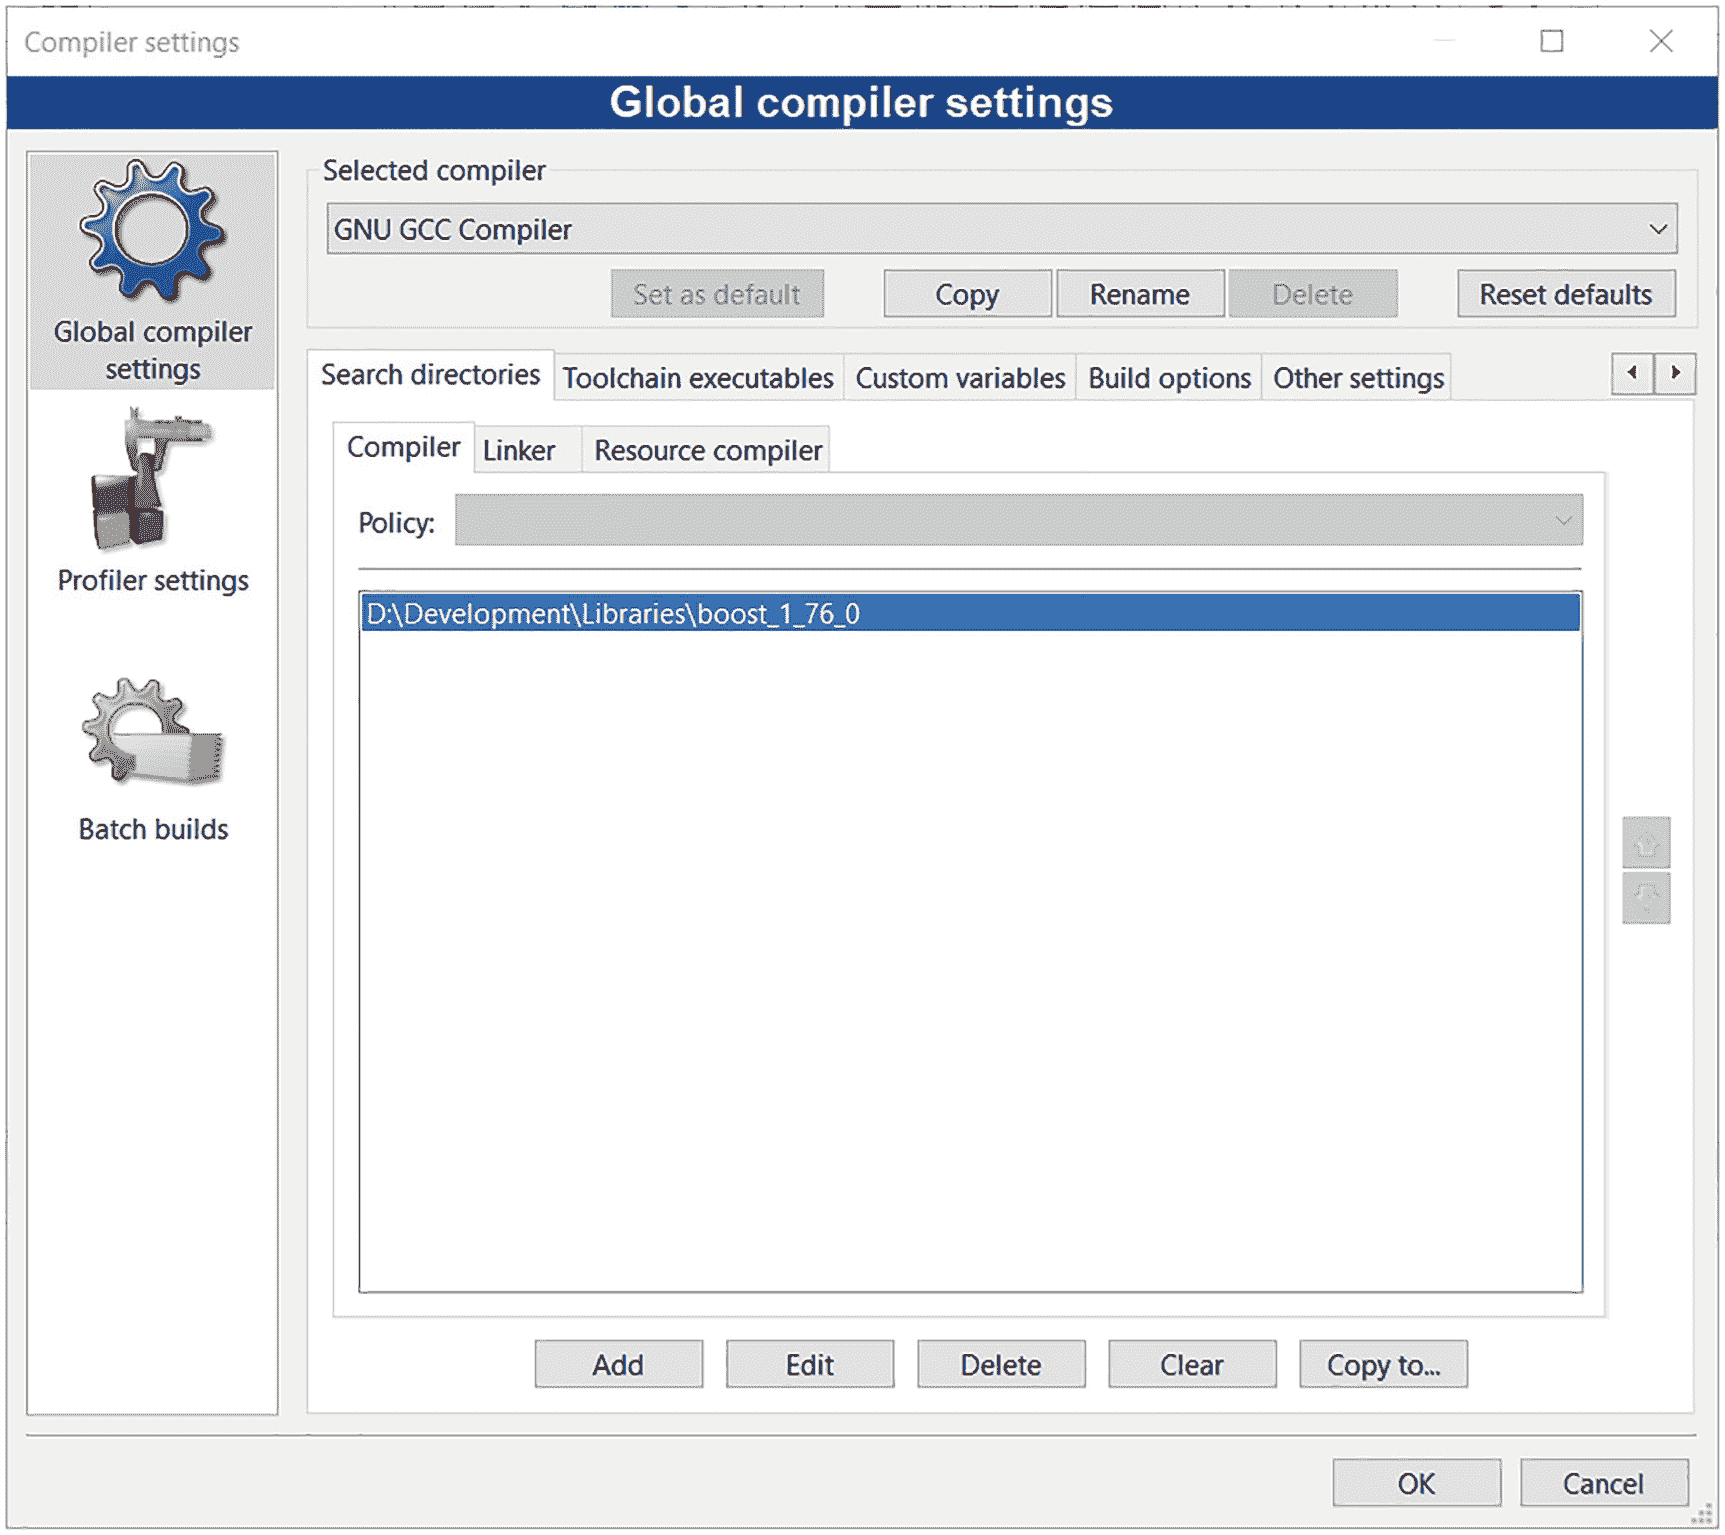 Compiler settings
Global compiler settings
Global compiler
settings
Profiler settings
Batch builds
Selected compiler
GNU GCC Compiler
Set as default
Copy
Rename
Delete
Reset defaults
Search directories
Toolchain executables
Custom variables
Build options
Other settings
Compiler
Linker
Resource compiler
Policy:
D:\Development\Libraries\boost_1_76_0
Add
Edit
Delete
Clear
Copy to...
OK
Cancel